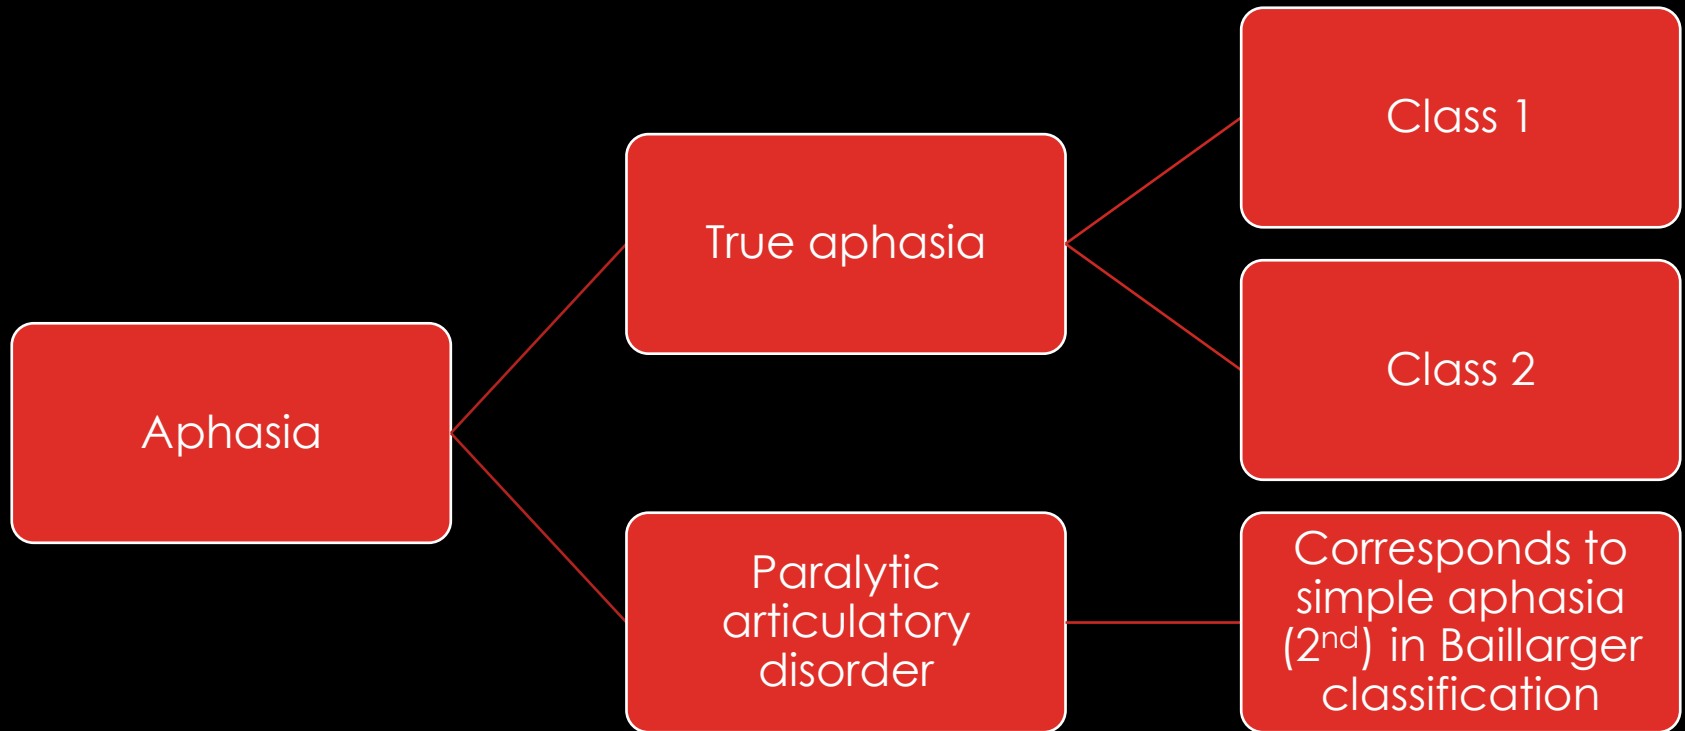 Aphasia
True aphasia
Paralytic
articulatory
disorder
Class 1
Class 2
Corresponds to
simple aphasia
(2nd) in Baillarger
classification